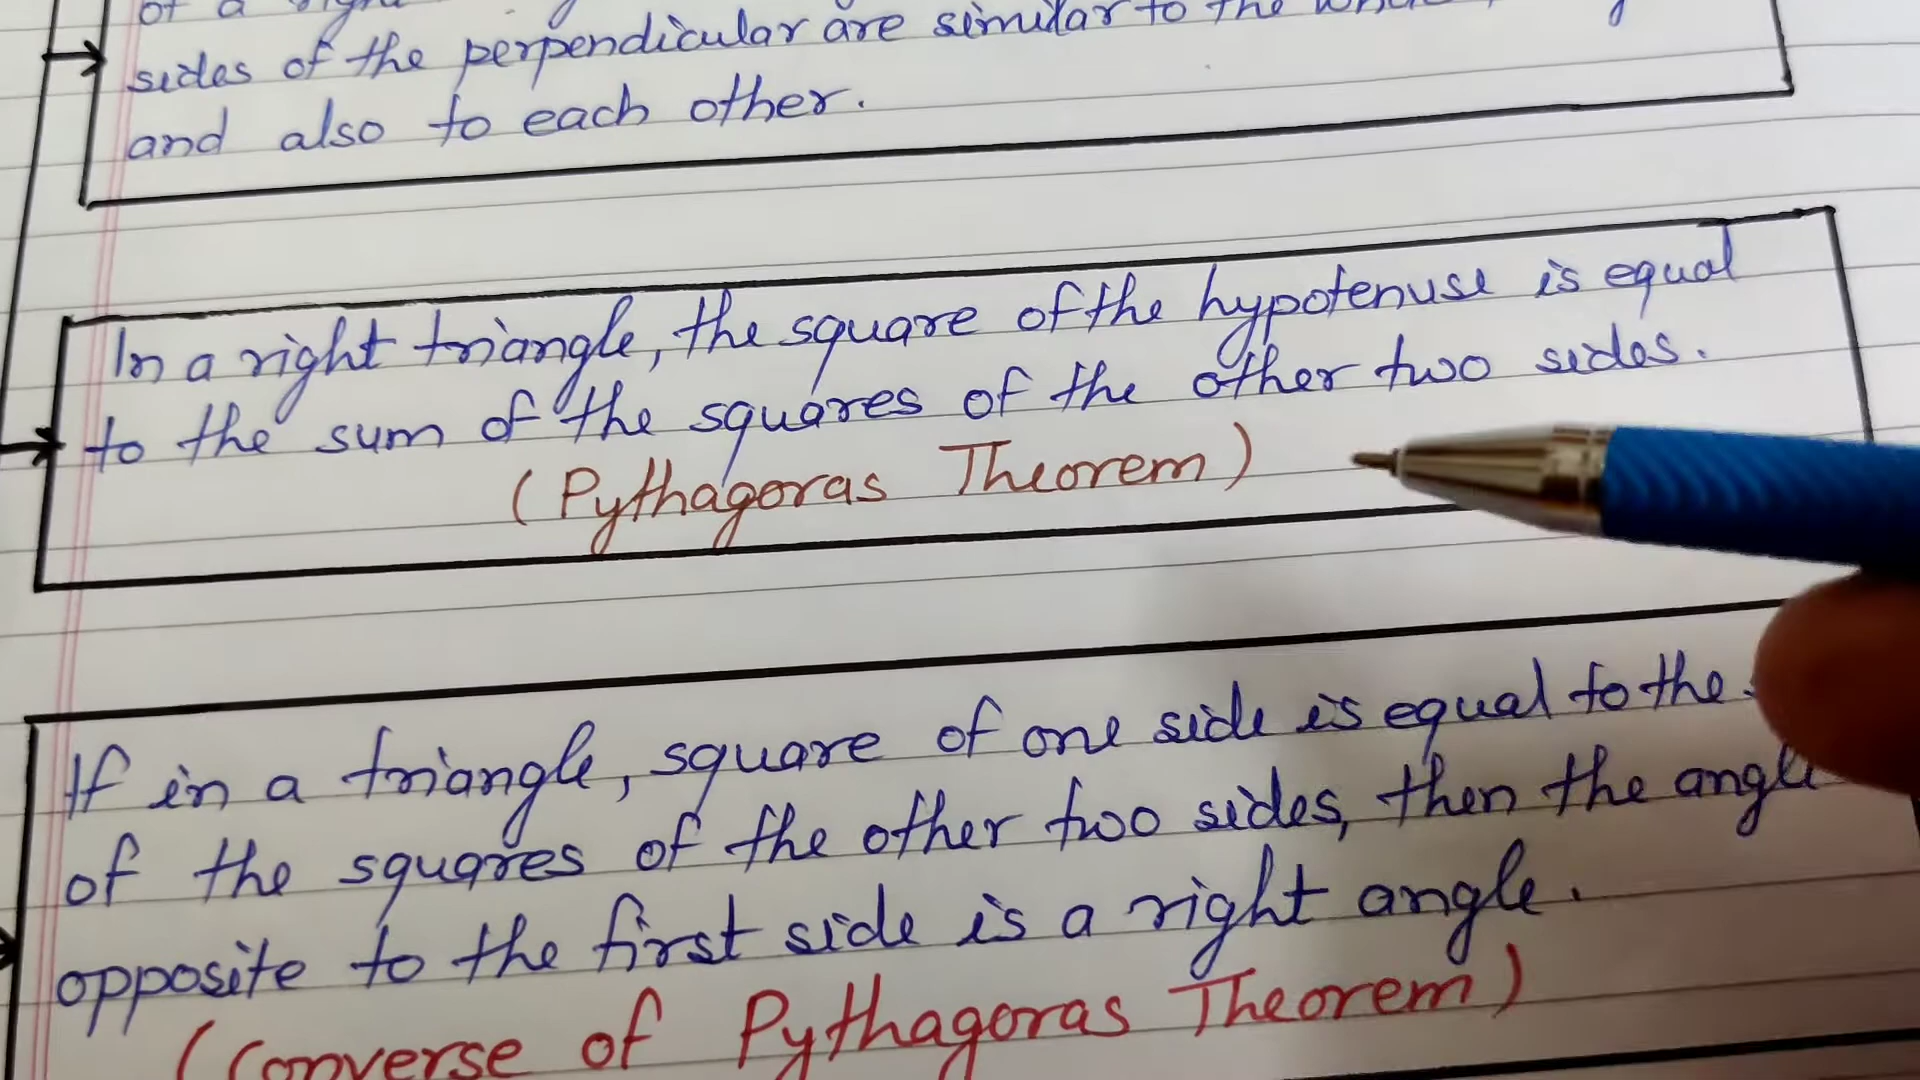 of a
sides of the perpendicular are similar to the
and also to each other.
In a right triangle, the square of the hypotenuse is equal
to the sum of the squares of the other two sides.
(Pythagoras Theorem)
If in a triangle, square of one side is equal to the
of the squares of the other two sides, then the angle
opposite to the first side is a right angle.
(Converse of Pythagoras Theorem)